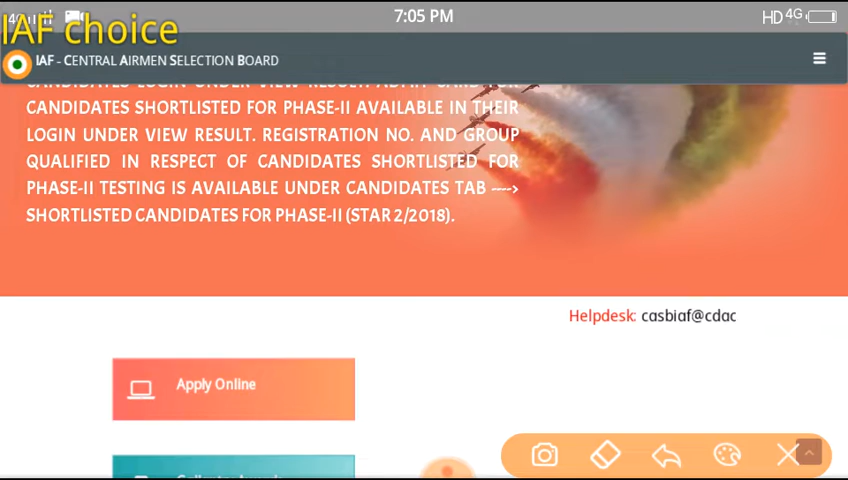 7:05 PM
HD 4G
IAF choice
IAF - CENTRAL AIRMEN SELECTION BOARD
CANDIDATES SHORTLISTED FOR PHASE-II AVAILABLE IN THEIR
LOGIN UNDER VIEW RESULT. REGISTRATION NO. AND GROUP
QUALIFIED IN RESPECT OF CANDIDATES SHORTLISTED FOR
PHASE-II TESTING IS AVAILABLE UNDER CANDIDATES TAB ---->
SHORTLISTED CANDIDATES FOR PHASE-II (STAR 2/2018).
Helpdesk: casbiaf@cdac
Apply Online